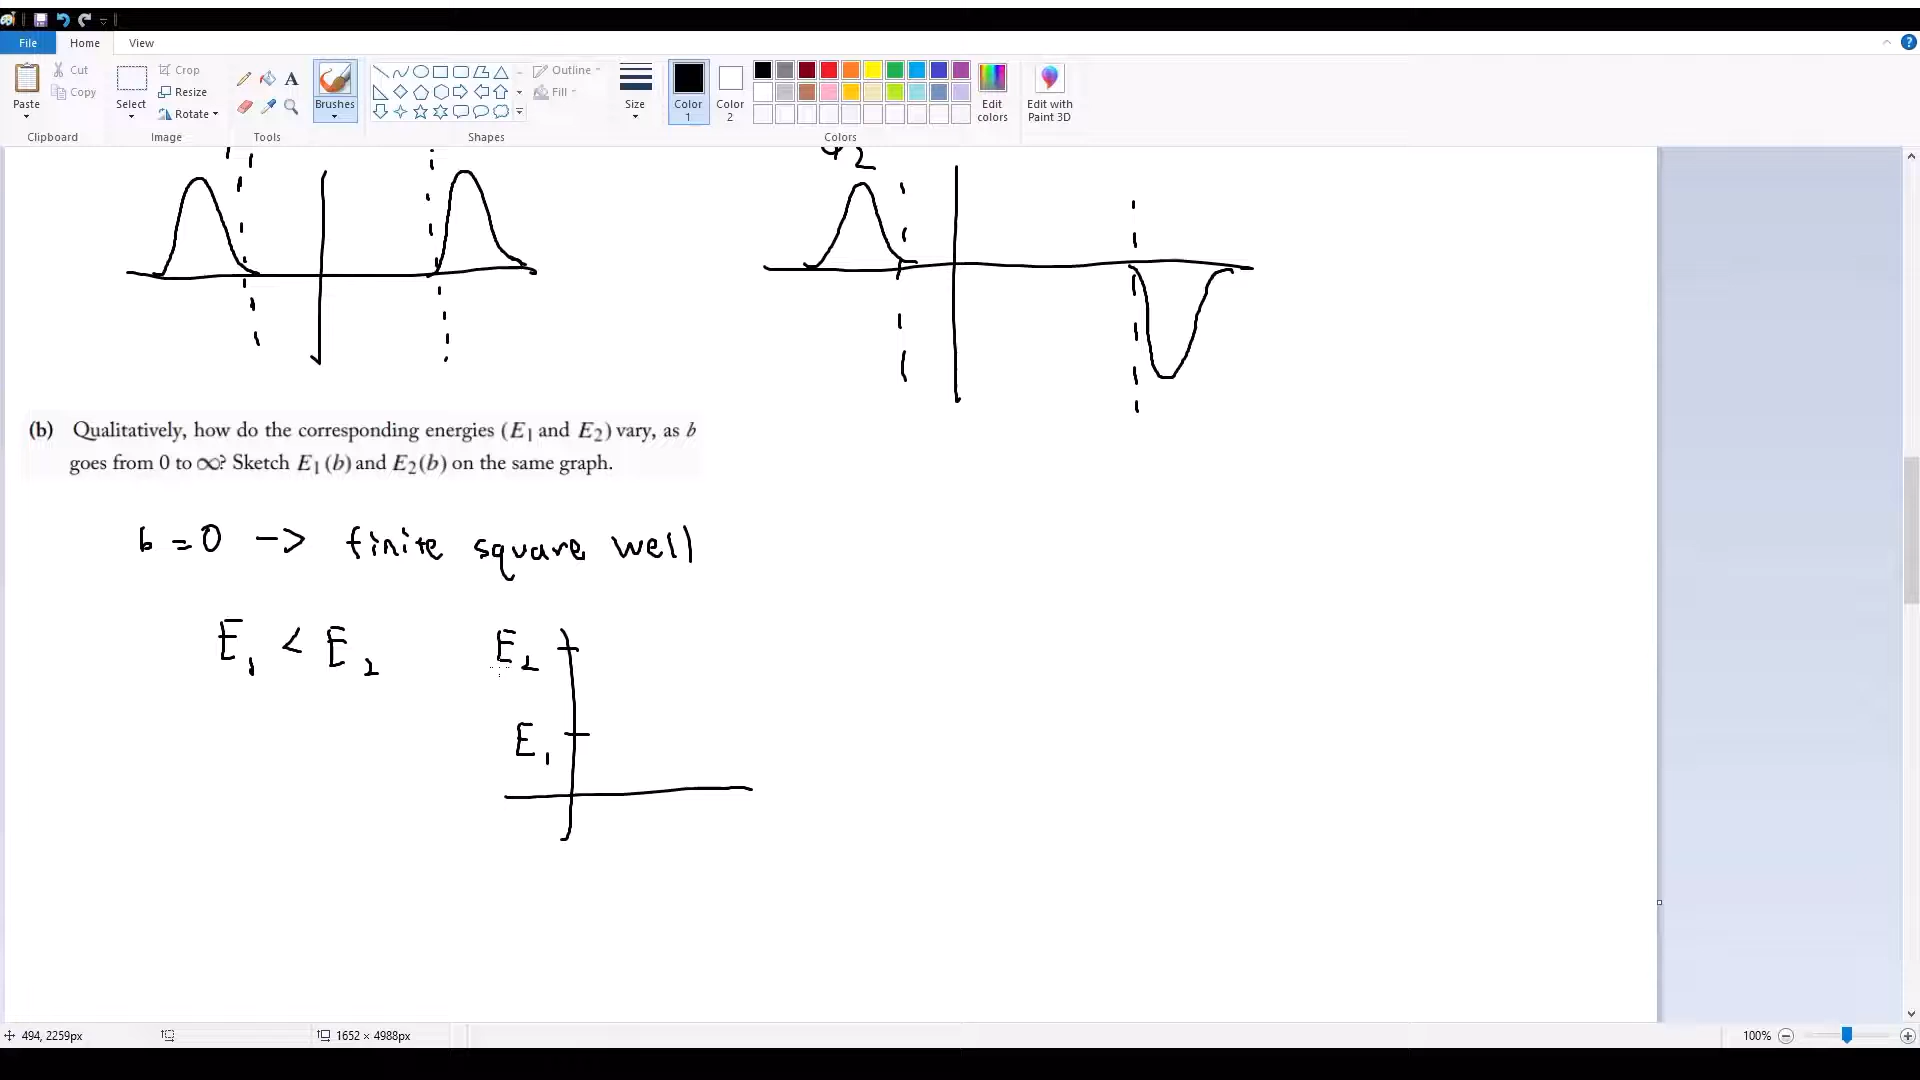 File Home View
Paste Cut Copy Clipboard
Select Crop Resize Rotate Image
A Tools
Brushes
Outline Fill Shapes
Size
Color 1 Color 2 Edit colors Colors
Edit with Paint 3D
2
(b) Qualitatively, how do the corresponding energies (E1 and E2) vary, as b
goes from 0 to ∞? Sketch E1(b) and E2(b) on the same graph.
b = 0 -> finite square well
E1 < E2
E2
E1
494, 2259px 1652 × 4988px 100%